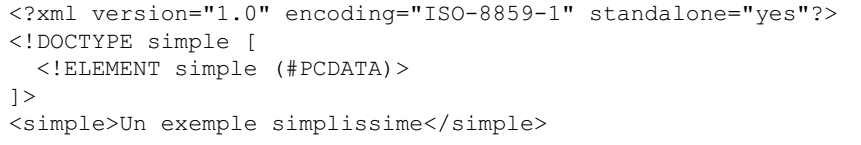 <?xml version="1.0" encoding="ISO-8859-1" standalone="yes"?>
<!DOCTYPE simple [
  <!ELEMENT simple (#PCDATA)>
]>
<simple>Un exemple simplissime</simple>